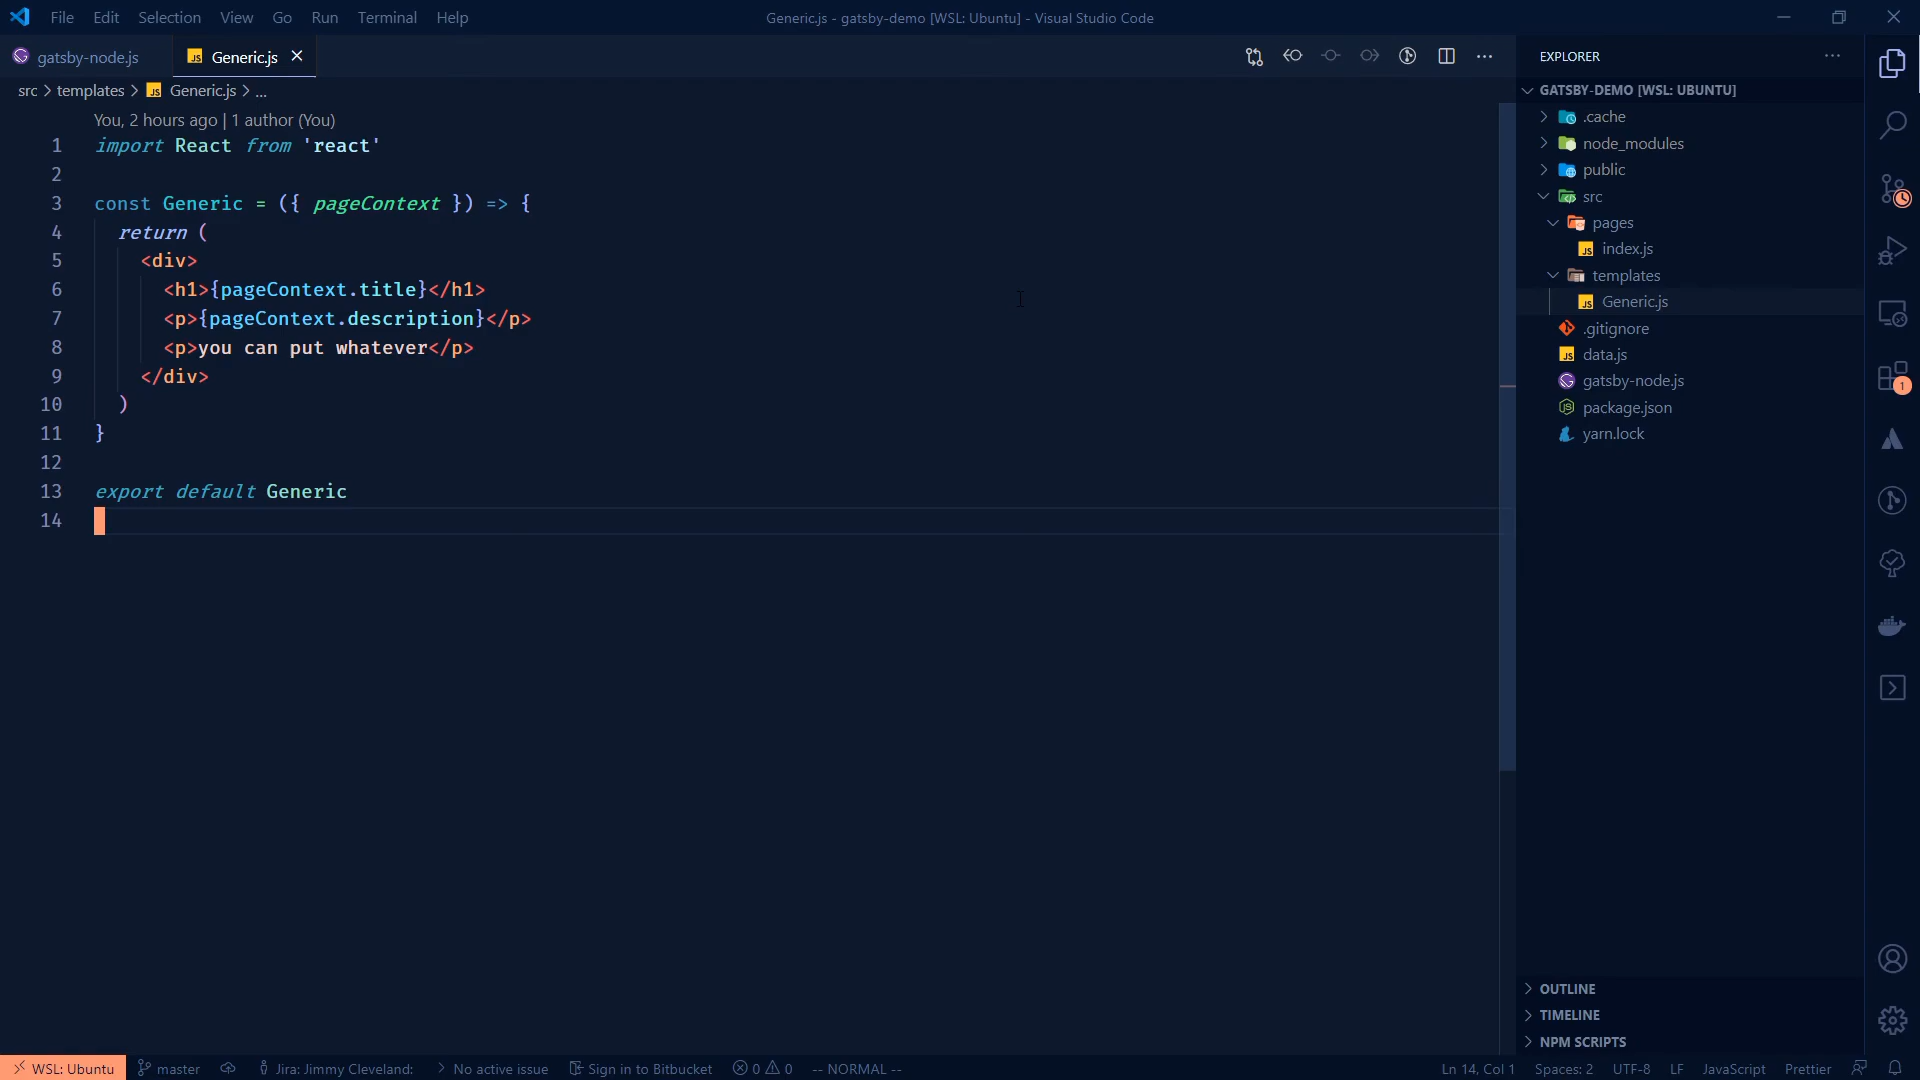 File Edit Selection View Go Run Terminal Help
Generic.js - gatsby-demo [WSL: Ubuntu] - Visual Studio Code
gatsby-node.js
Generic.js
src > templates > Generic.js > ...
You, 2 hours ago | 1 author (You)
1 import React from 'react'
2
3 const Generic = ({ pageContext }) => {
4 return (
5 <div>
6 <h1>{pageContext.title}</h1>
7 <p>{pageContext.description}</p>
8 <p>you can put whatever</p>
9 </div>
10 )
11 }
12
13 export default Generic
14
EXPLORER
GATSBY-DEMO [WSL: UBUNTU]
.cache
node_modules
public
src
pages
index.js
templates
Generic.js
.gitignore
data.js
gatsby-node.js
package.json
yarn.lock
OUTLINE
TIMELINE
NPM SCRIPTS
1
WSL: Ubuntu master Jira: Jimmy Cleveland: > No active issue Sign in to Bitbucket 0 0 -- NORMAL --
Ln 14, Col 1 Spaces: 2 UTF-8 LF JavaScript Prettier